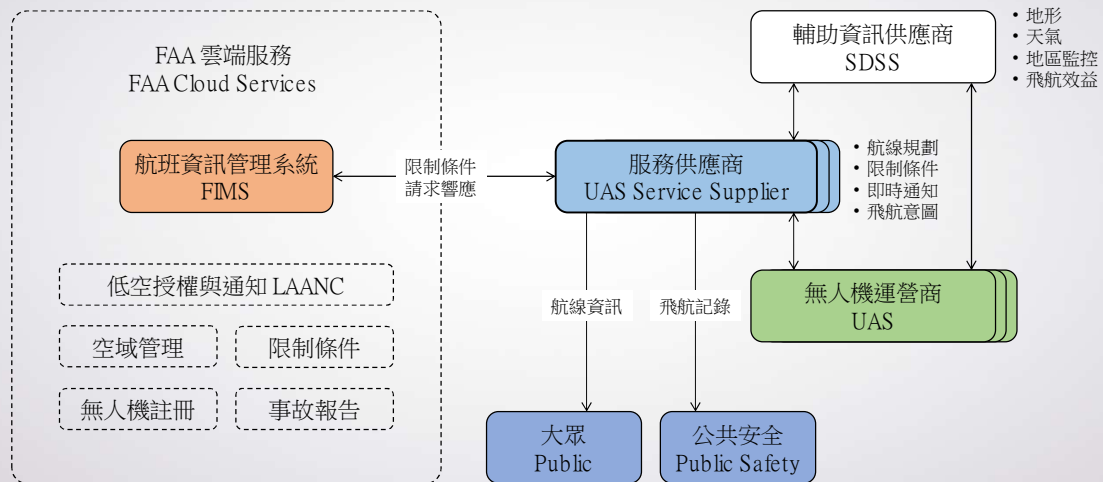 FAA 雲端服務
FAA Cloud Services
航班資訊管理系統
FIMS
低空授權與通知 LAANC
空域管理
限制條件
無人機註冊
事故報告
限制條件
請求響應
輔助資訊供應商
SDSS
• 地形
• 天氣
• 地區監控
• 飛航效益
服務供應商
UAS Service Supplier
• 航線規劃
• 限制條件
• 即時通知
• 飛航意圖
航線資訊
飛航記錄
無人機運營商
UAS
大眾
Public
公共安全
Public Safety